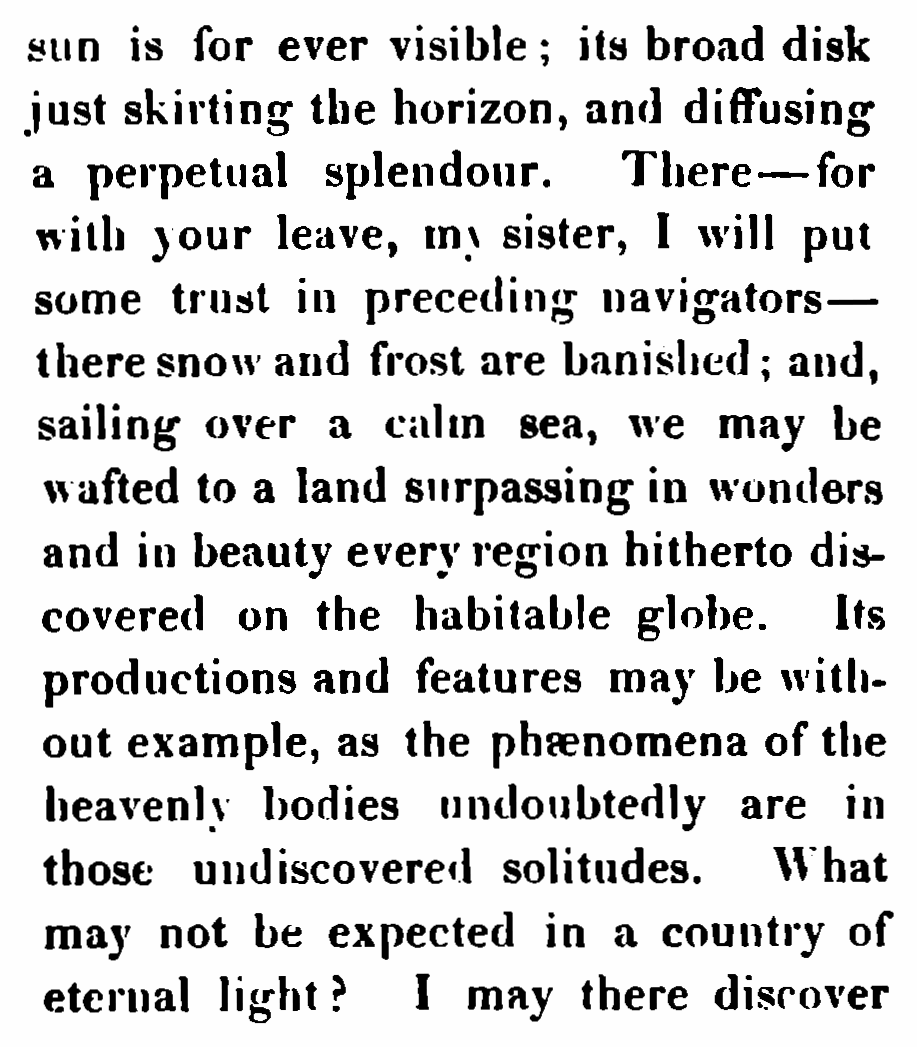 sun is for ever visible; its broad disk
just skirting the horizon, and diffusing
a perpetual splendour. There—for
with your leave, my sister, I will put
some trust in preceding navigators—
there snow and frost are banished; and,
sailing over a calm sea, we may be
wafted to a land surpassing in wonders
and in beauty every region hitherto dis-
covered on the habitable globe. Its
productions and features may be with-
out example, as the phænomena of the
heavenly bodies undoubtedly are in
those undiscovered solitudes. What
may not be expected in a country of
eternal light? I may there discover